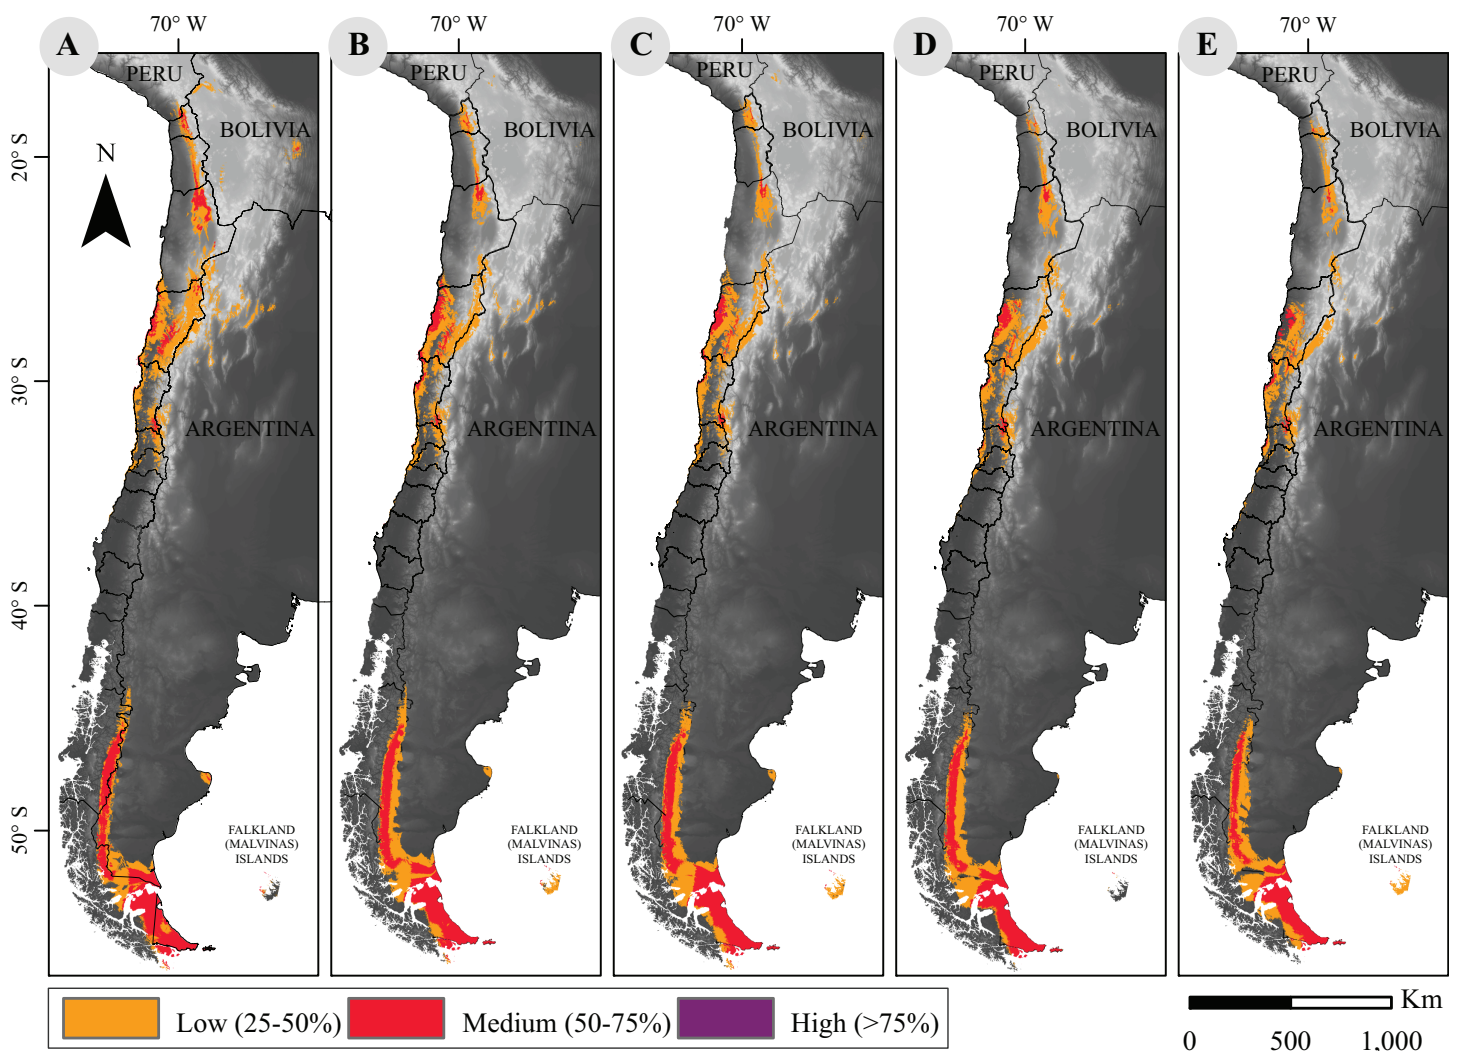 70° W
70° W
70° W
70° W
70° W
A
B
C
D
E
PERU
PERU
PERU
PERU
PERU
BOLIVIA
BOLIVIA
BOLIVIA
BOLIVIA
BOLIVIA
N
20° S
30° S
40° S
50° S
ARGENTINA
ARGENTINA
ARGENTINA
ARGENTINA
ARGENTINA
FALKLAND
(MALVINAS)
ISLANDS
FALKLAND
(MALVINAS)
ISLANDS
FALKLAND
(MALVINAS)
ISLANDS
FALKLAND
(MALVINAS)
ISLANDS
FALKLAND
(MALVINAS)
ISLANDS
Low (25-50%)
Medium (50-75%)
High (>75%)
Km
0 500 1,000